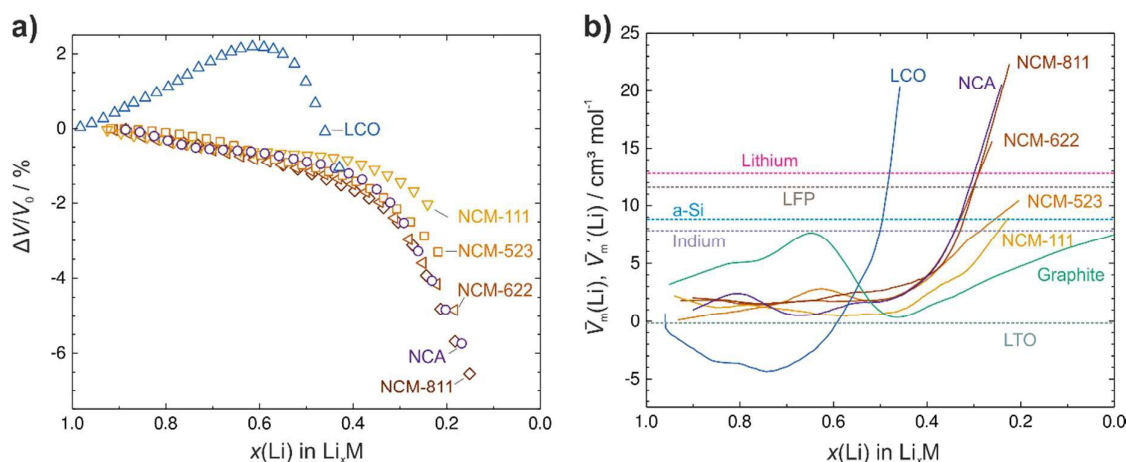 a)
ΔV/V₀ / %
2
0
-2
-4
-6
LCO
NCM-111
NCM-523
NCM-622
NCA
NCM-811
1.0 0.8 0.6 0.4 0.2 0.0
x(Li) in LiₓM
b)
V̄ₘ(Li), V̄ₘ´(Li) / cm³ mol⁻¹
25
20
15
10
5
0
-5
LCO
NCM-811
NCA
NCM-622
Lithium
LFP
a-Si
NCM-523
Indium
NCM-111
Graphite
LTO
1.0 0.8 0.6 0.4 0.2 0.0
x(Li) in LiₓM